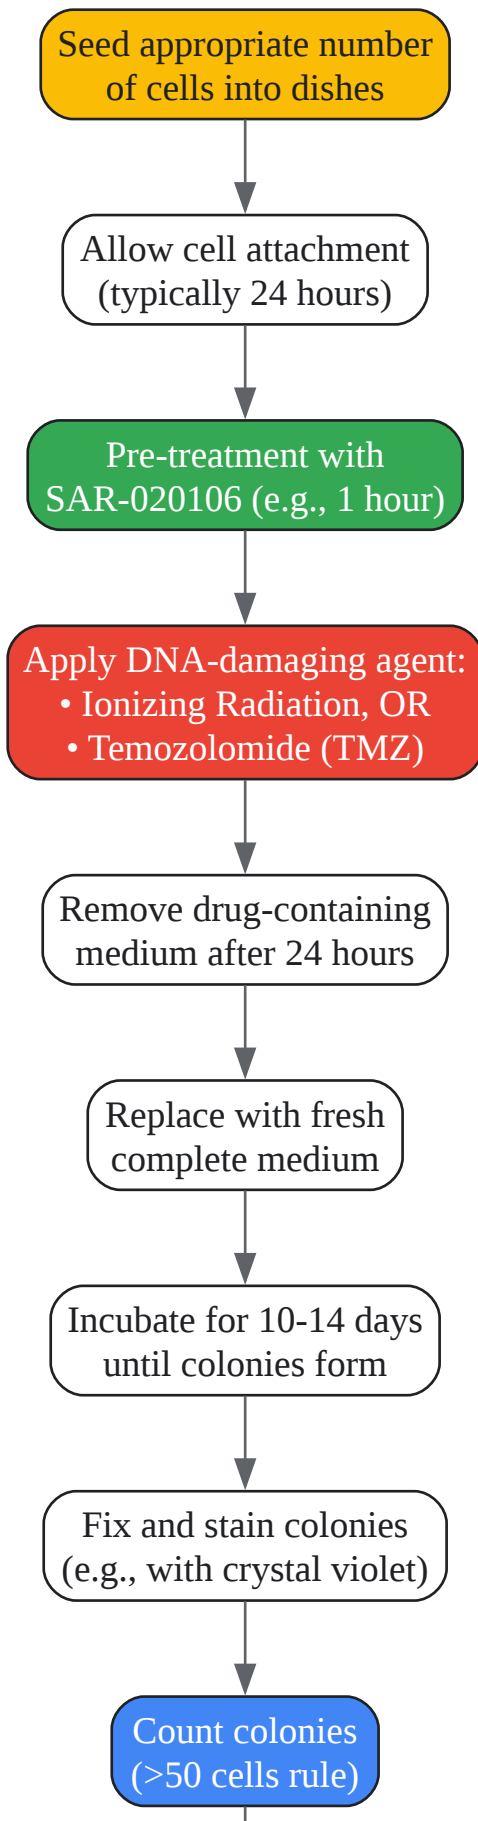 Seed appropriate number
of cells into dishes
Allow cell attachment
(typically 24 hours)
Pre-treatment with
SAR-020106 (e.g., 1 hour)
Apply DNA-damaging agent:
• Ionizing Radiation, OR
• Temozolomide (TMZ)
Remove drug-containing
medium after 24 hours
Replace with fresh
complete medium
Incubate for 10-14 days
until colonies form
Fix and stain colonies
(e.g., with crystal violet)
Count colonies
(>50 cells rule)